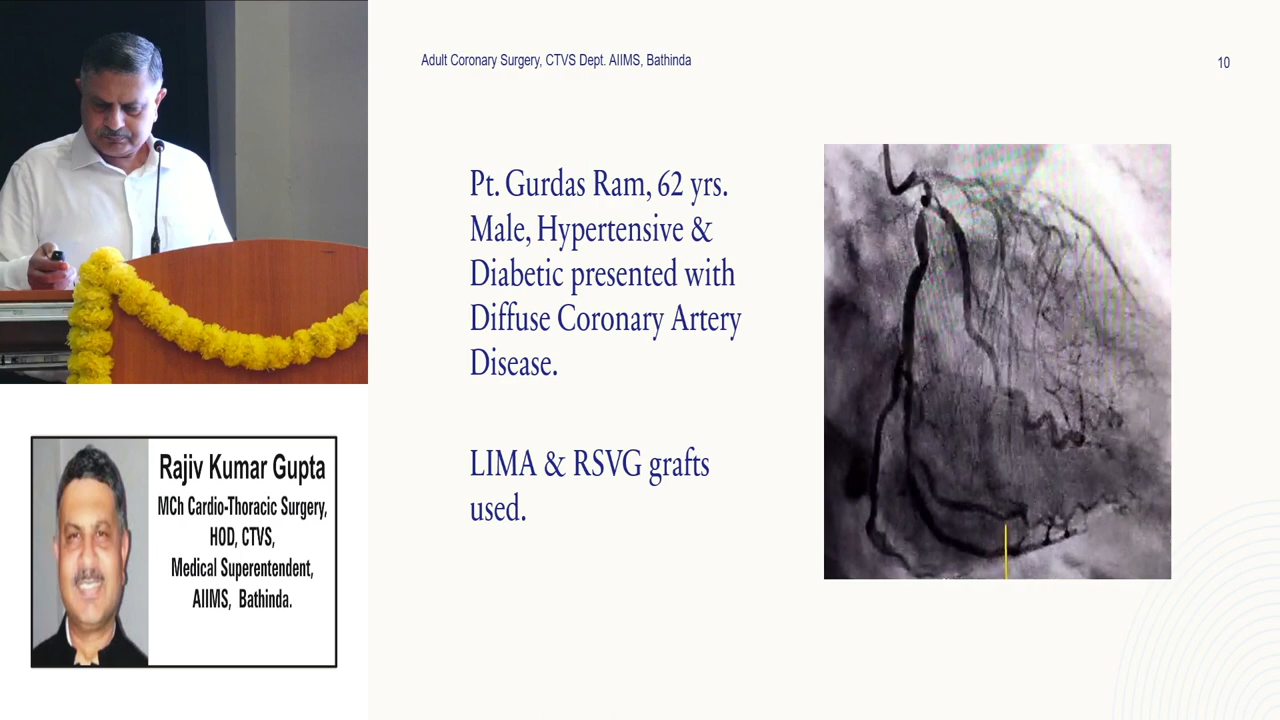 Adult Coronary Surgery, CTVS Dept. AIIMS, Bathinda
10
Pt. Gurdas Ram, 62 yrs.
Male, Hypertensive &
Diabetic presented with
Diffuse Coronary Artery
Disease.
LIMA & RSVG grafts
used.
Rajiv Kumar Gupta
MCh Cardio-Thoracic Surgery,
HOD, CTVS,
Medical Superentendent,
AIIMS, Bathinda.